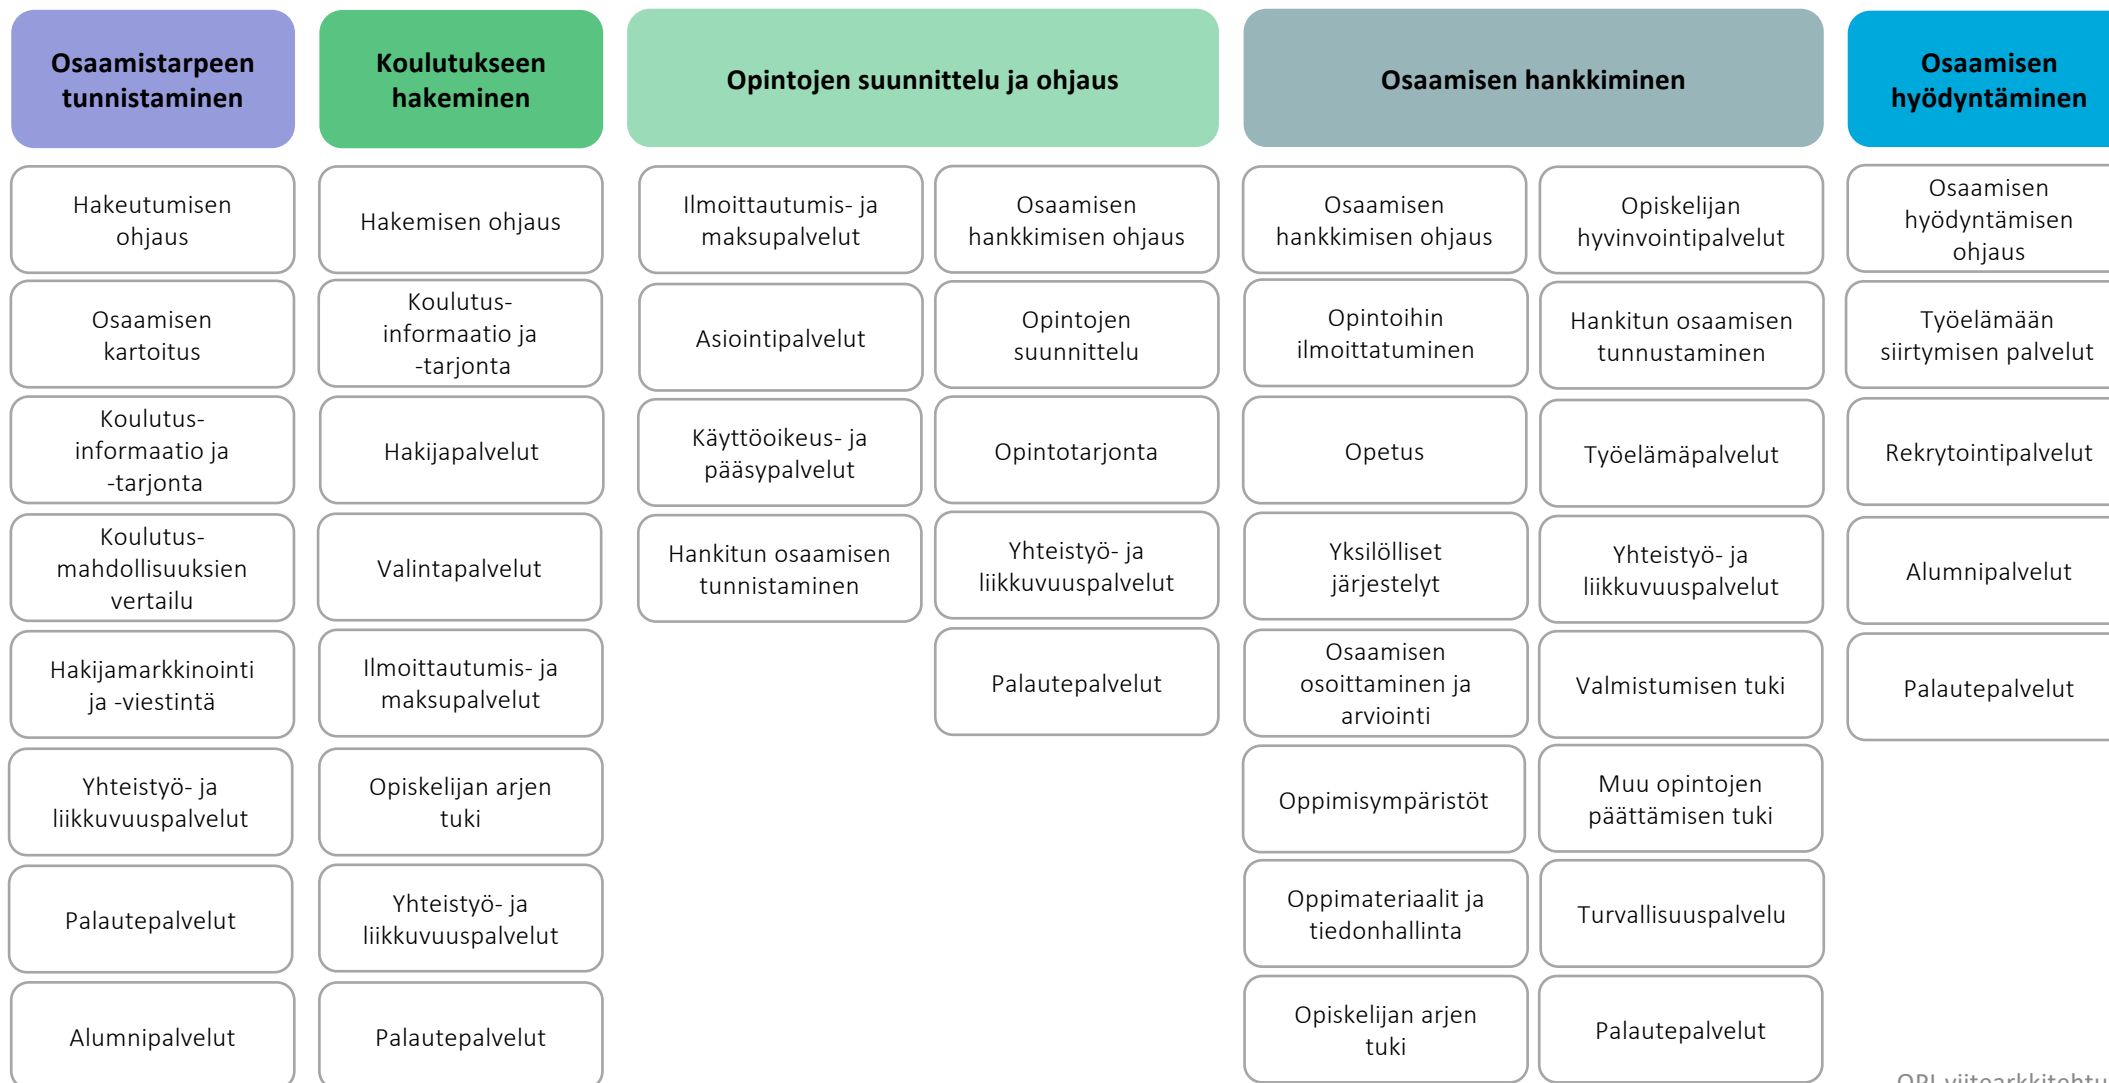 Osaamistarpeen
tunnistaminen
Hakeutumisen
ohjaus
Osaamisen
kartoitus
Koulutus-
informaatio ja
-tarjonta
Koulutus-
mahdollisuuksien
vertailu
Hakijamarkkinointi
ja -viestintä
Yhteistyö- ja
liikkuvuuspalvelut
Palautepalvelut
Alumnipalvelut
Koulutukseen
hakeminen
Hakemisen ohjaus
Koulutus-
informaatio ja
-tarjonta
Hakijapalvelut
Valintapalvelut
Ilmoittautumis- ja
maksupalvelut
Opiskelijan arjen
tuki
Yhteistyö- ja
liikkuvuuspalvelut
Palautepalvelut
Opintojen suunnittelu ja ohjaus
Ilmoittautumis- ja
maksupalvelut
Asiointipalvelut
Käyttöoikeus- ja
pääsypalvelut
Hankitun osaamisen
tunnistaminen
Osaamisen
hankkimisen ohjaus
Opintojen
suunnittelu
Opintotarjonta
Yhteistyö- ja
liikkuvuuspalvelut
Palautepalvelut
Osaamisen hankkiminen
Osaamisen
hankkimisen ohjaus
Opintoihin
ilmoittatuminen
Opetus
Yksilölliset
järjestelyt
Osaamisen
osoittaminen ja
arviointi
Oppimisympäristöt
Oppimateriaalit ja
tiedonhallinta
Opiskelijan arjen
tuki
Opiskelijan
hyvinvointipalvelut
Hankitun osaamisen
tunnustaminen
Työelämäpalvelut
Yhteistyö- ja
liikkuvuuspalvelut
Valmistumisen tuki
Muu opintojen
päättämisen tuki
Turvallisuuspalvelu
Palautepalvelut
Osaamisen
hyödyntäminen
Osaamisen
hyödyntämisen
ohjaus
Työelämään
siirtymisen palvelut
Rekrytointipalvelut
Alumnipalvelut
Palautepalvelut